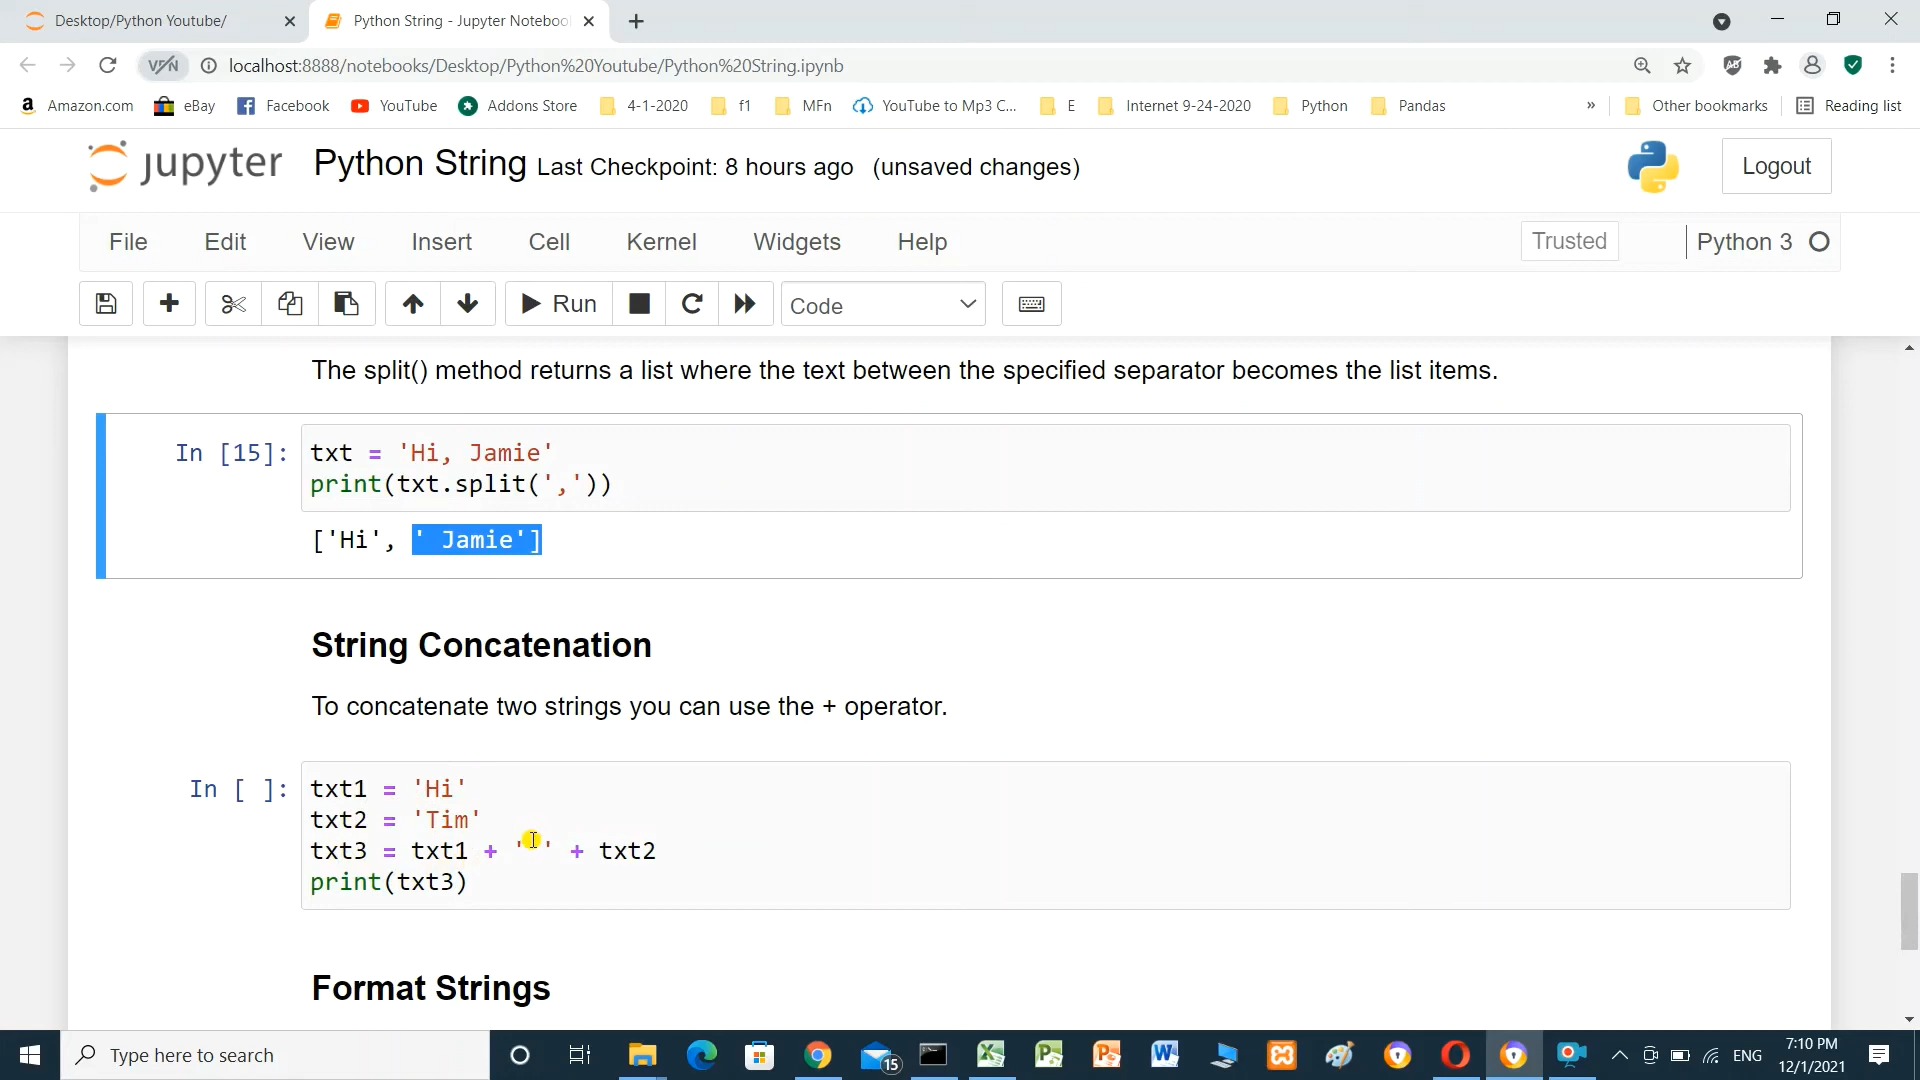 Desktop/Python Youtube/
Python String - Jupyter Noteboo
VPN
localhost:8888/notebooks/Desktop/Python%20Youtube/Python%20String.ipynb
Amazon.com
eBay
Facebook
YouTube
Addons Store
4-1-2020
f1
MFn
YouTube to Mp3 C...
E
Internet 9-24-2020
Python
Pandas
»
Other bookmarks
Reading list
jupyter
Python String Last Checkpoint: 8 hours ago (unsaved changes)
Logout
File
Edit
View
Insert
Cell
Kernel
Widgets
Help
Trusted
Python 3
Run
Code
The split() method returns a list where the text between the specified separator becomes the list items.
In [15]:
txt = 'Hi, Jamie'
print(txt.split(','))
['Hi', ' Jamie']
String Concatenation
To concatenate two strings you can use the + operator.
In [ ]:
txt1 = 'Hi'
txt2 = 'Tim'
txt3 = txt1 + ' ' + txt2
print(txt3)
Format Strings
Type here to search
15
ENG
7:10 PM
12/1/2021